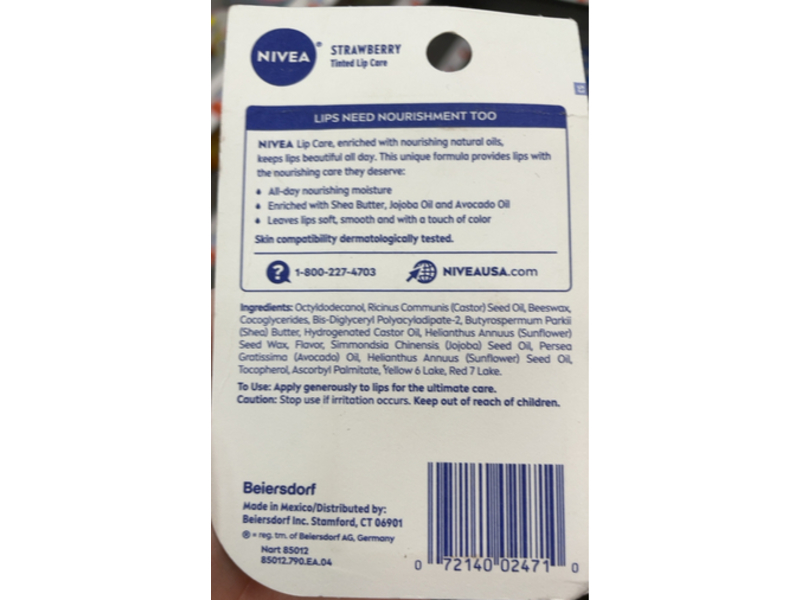 NIVEA®
STRAWBERRY
Tinted Lip Care
LIPS NEED NOURISHMENT TOO
NIVEA Lip Care, enriched with nourishing natural oils,
keeps lips beautiful all day. This unique formula provides lips with
the nourishing care they deserve:
All-day nourishing moisture
Enriched with Shea Butter, Jojoba Oil and Avocado Oil
Leaves lips soft, smooth and with a touch of color
Skin compatibility dermatologically tested.
1-800-227-4703 NIVEAUSA.com
Ingredients: Octyldodecanol, Ricinus Communis (Castor) Seed Oil, Beeswax,
Cocoglycerides, Bis-Diglyceryl Polyacyladipate-2, Butyrospermum Parkii
(Shea) Butter, Hydrogenated Castor Oil, Helianthus Annuus (Sunflower)
Seed Wax, Flavor, Simmondsia Chinensis (Jojoba) Seed Oil, Persea
Gratissima (Avocado) Oil, Helianthus Annuus (Sunflower) Seed Oil,
Tocopherol, Ascorbyl Palmitate, Yellow 6 Lake, Red 7 Lake.
To Use: Apply generously to lips for the ultimate care.
Caution: Stop use if irritation occurs. Keep out of reach of children.
Beiersdorf
Made in Mexico/Distributed by:
Beiersdorf Inc. Stamford, CT 06901
® = reg. tm. of Beiersdorf AG, Germany
Nart 85012
85012.790.EA.04
0 72140 02471 0